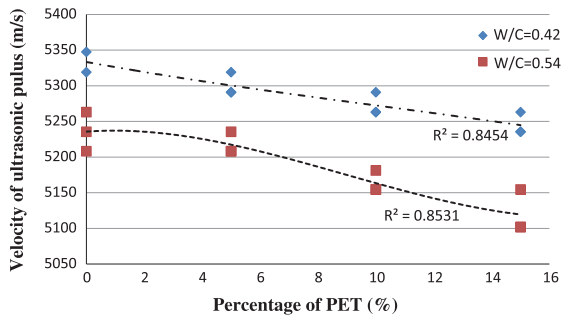 Velocity of ultrasonic pulus (m/s)
5400
5350
5300
5250
5200
5150
5100
5050
W/C=0.42
W/C=0.54
R² = 0.8454
R² = 0.8531
0 2 4 6 8 10 12 14 16
Percentage of PET (%)